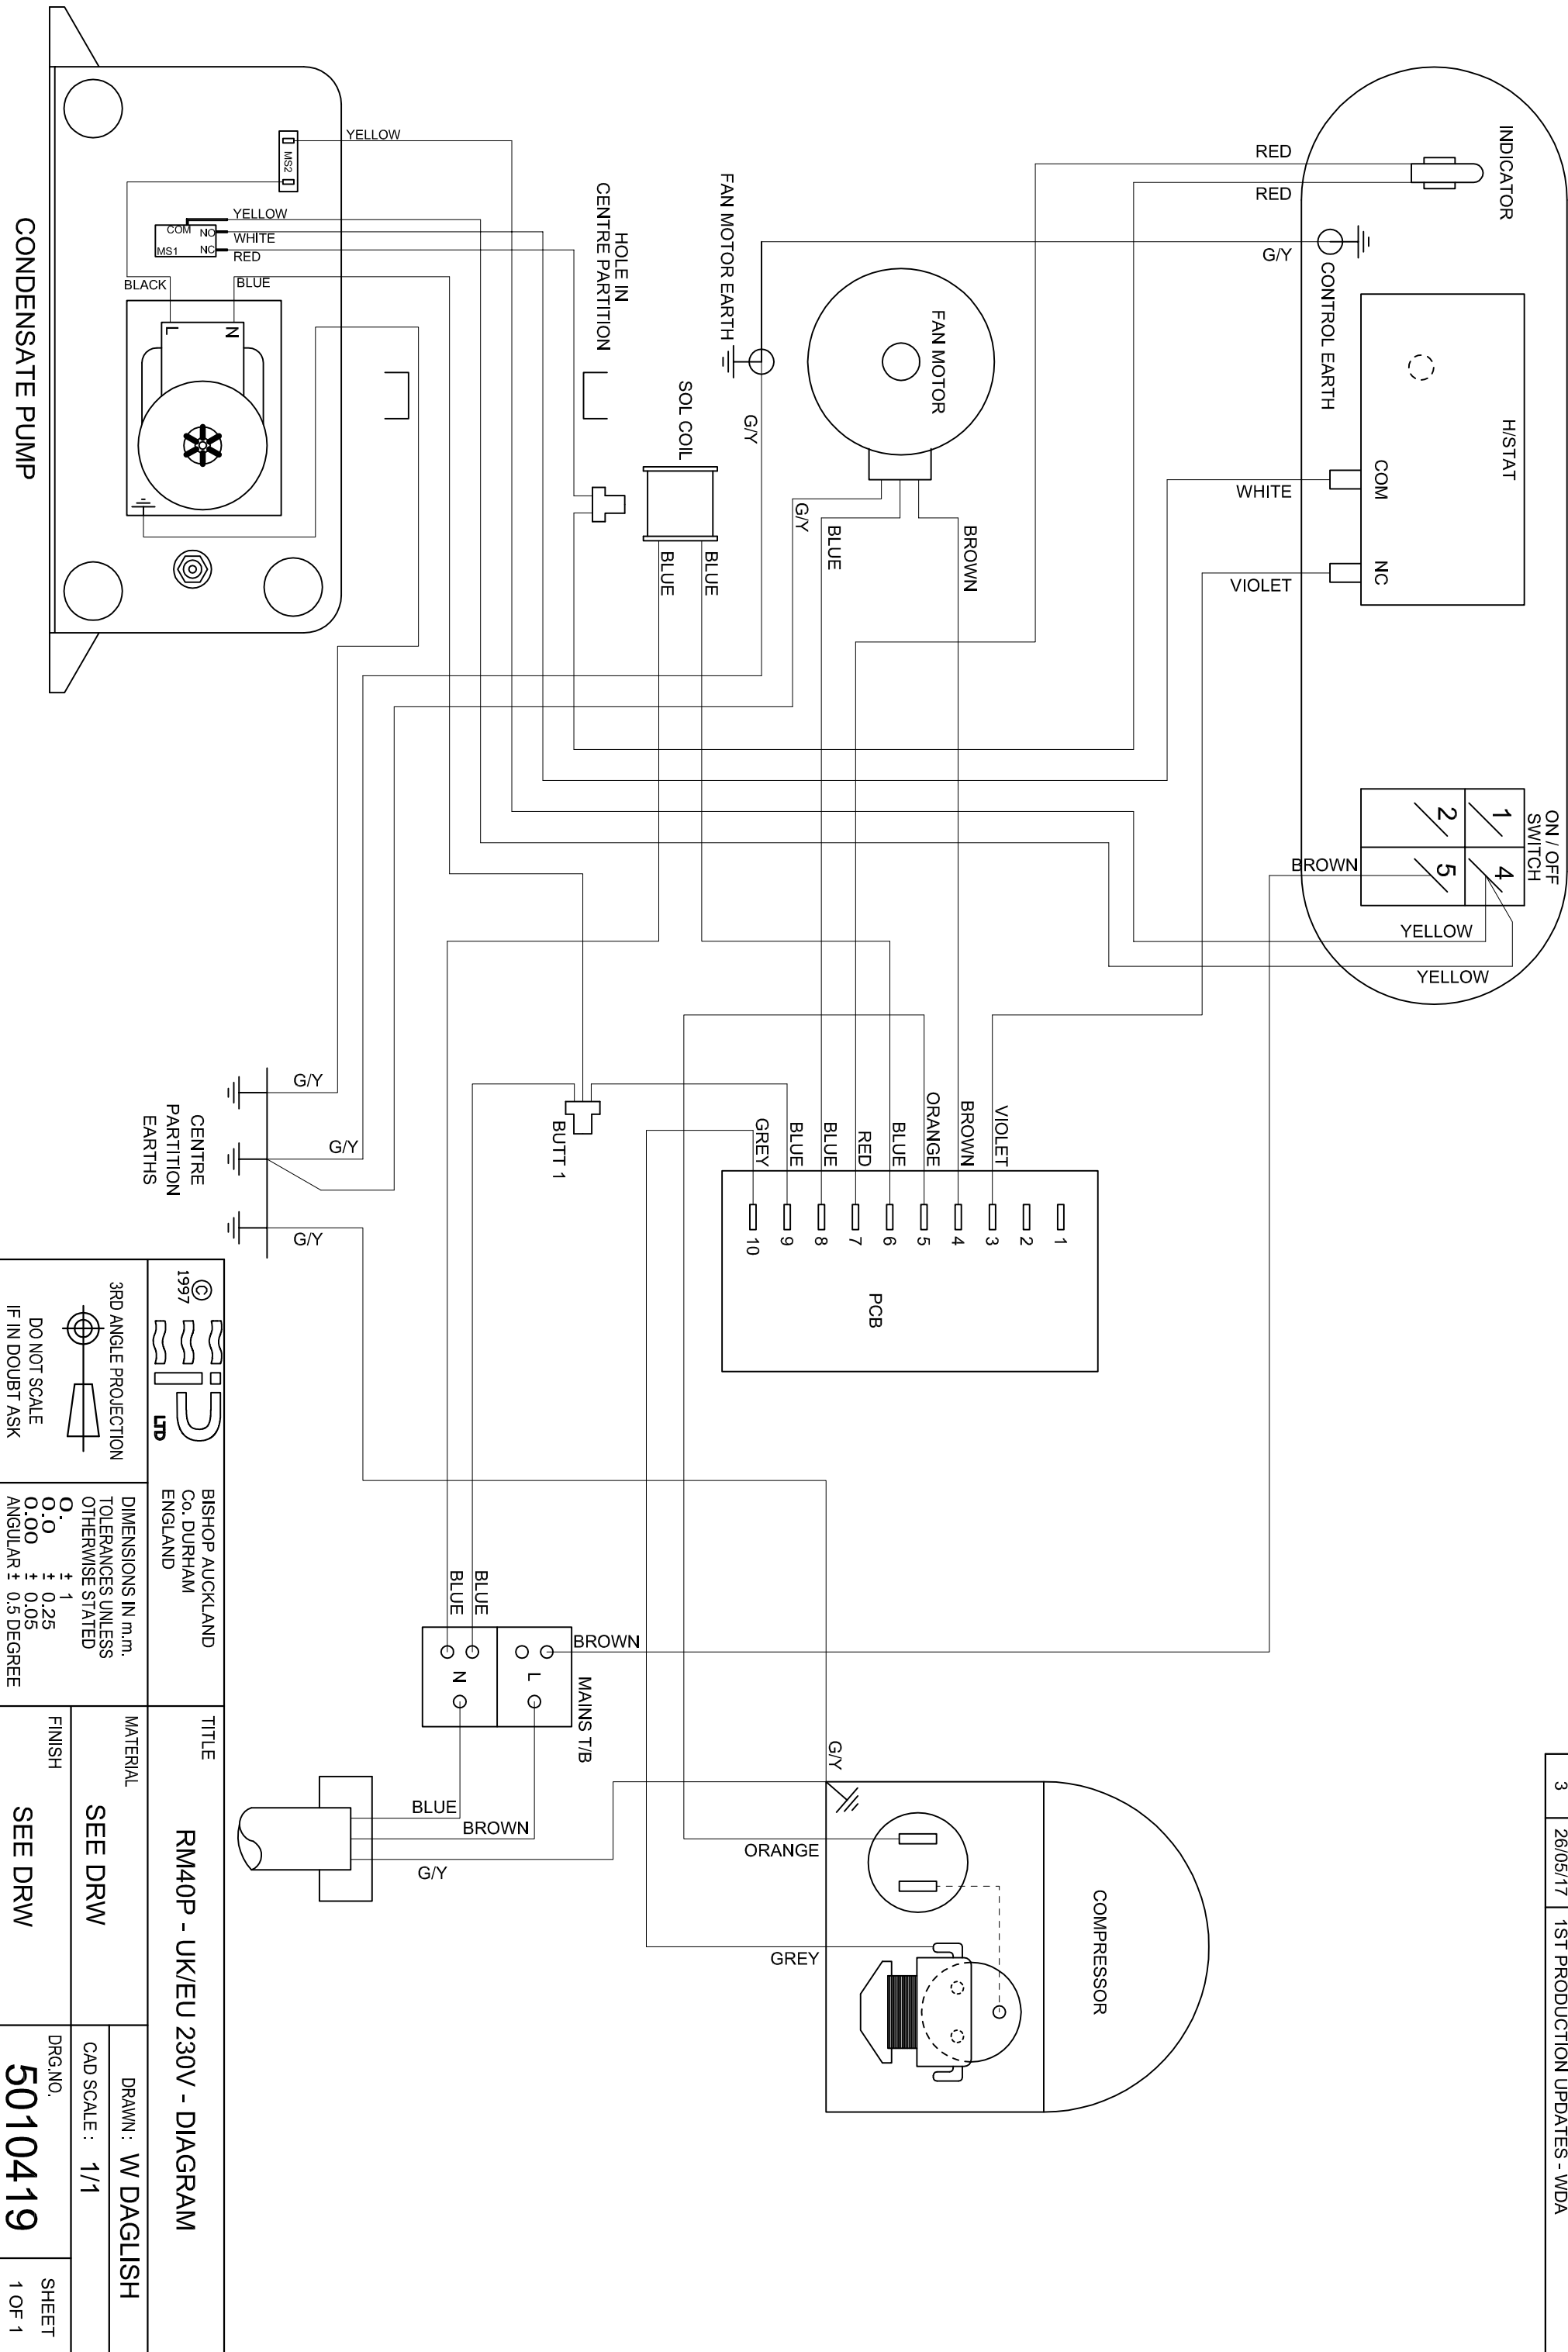 INDICATOR
RED
RED
G/Y
CONTROL EARTH
H/STAT
COM
NC
WHITE
VIOLET
ON / OFF
SWITCH
1
2
4
5
BROWN
YELLOW
YELLOW
FAN MOTOR
FAN MOTOR EARTH
G/Y
G/Y
BLUE
BROWN
HOLE IN
CENTRE PARTITION
SOL COIL
BLUE
BLUE
YELLOW
MS2
YELLOW
COM
NO
WHITE
NC
RED
MS1
BLACK
BLUE
L
N
CONDENSATE PUMP
VIOLET
BROWN
ORANGE
BLUE
RED
BLUE
BLUE
GREY
1
2
3
4
5
6
7
8
9
10
PCB
BUTT 1
G/Y
G/Y
G/Y
CENTRE
PARTITION
EARTHS
BLUE
BLUE
BROWN
N
L
MAINS T/B
BLUE
BROWN
G/Y
G/Y
ORANGE
GREY
COMPRESSOR
3
26/05/17
1ST PRODUCTION UPDATES - WDA
©
1997
LTD
BISHOP AUCKLAND
Co. DURHAM
ENGLAND
3RD ANGLE PROJECTION
DO NOT SCALE
IF IN DOUBT ASK
DIMENSIONS IN m.m.
TOLERANCES UNLESS
OTHERWISE STATED
O. ± 1
O.O ± 0.25
O.OO ± 0.05
ANGULAR ± 0.5 DEGREE
TITLE
RM40P - UK/EU 230V - DIAGRAM
MATERIAL
SEE DRW
FINISH
SEE DRW
DRAWN : W DAGLISH
CAD SCALE : 1/1
DRG.NO.
5010419
SHEET
1 OF 1